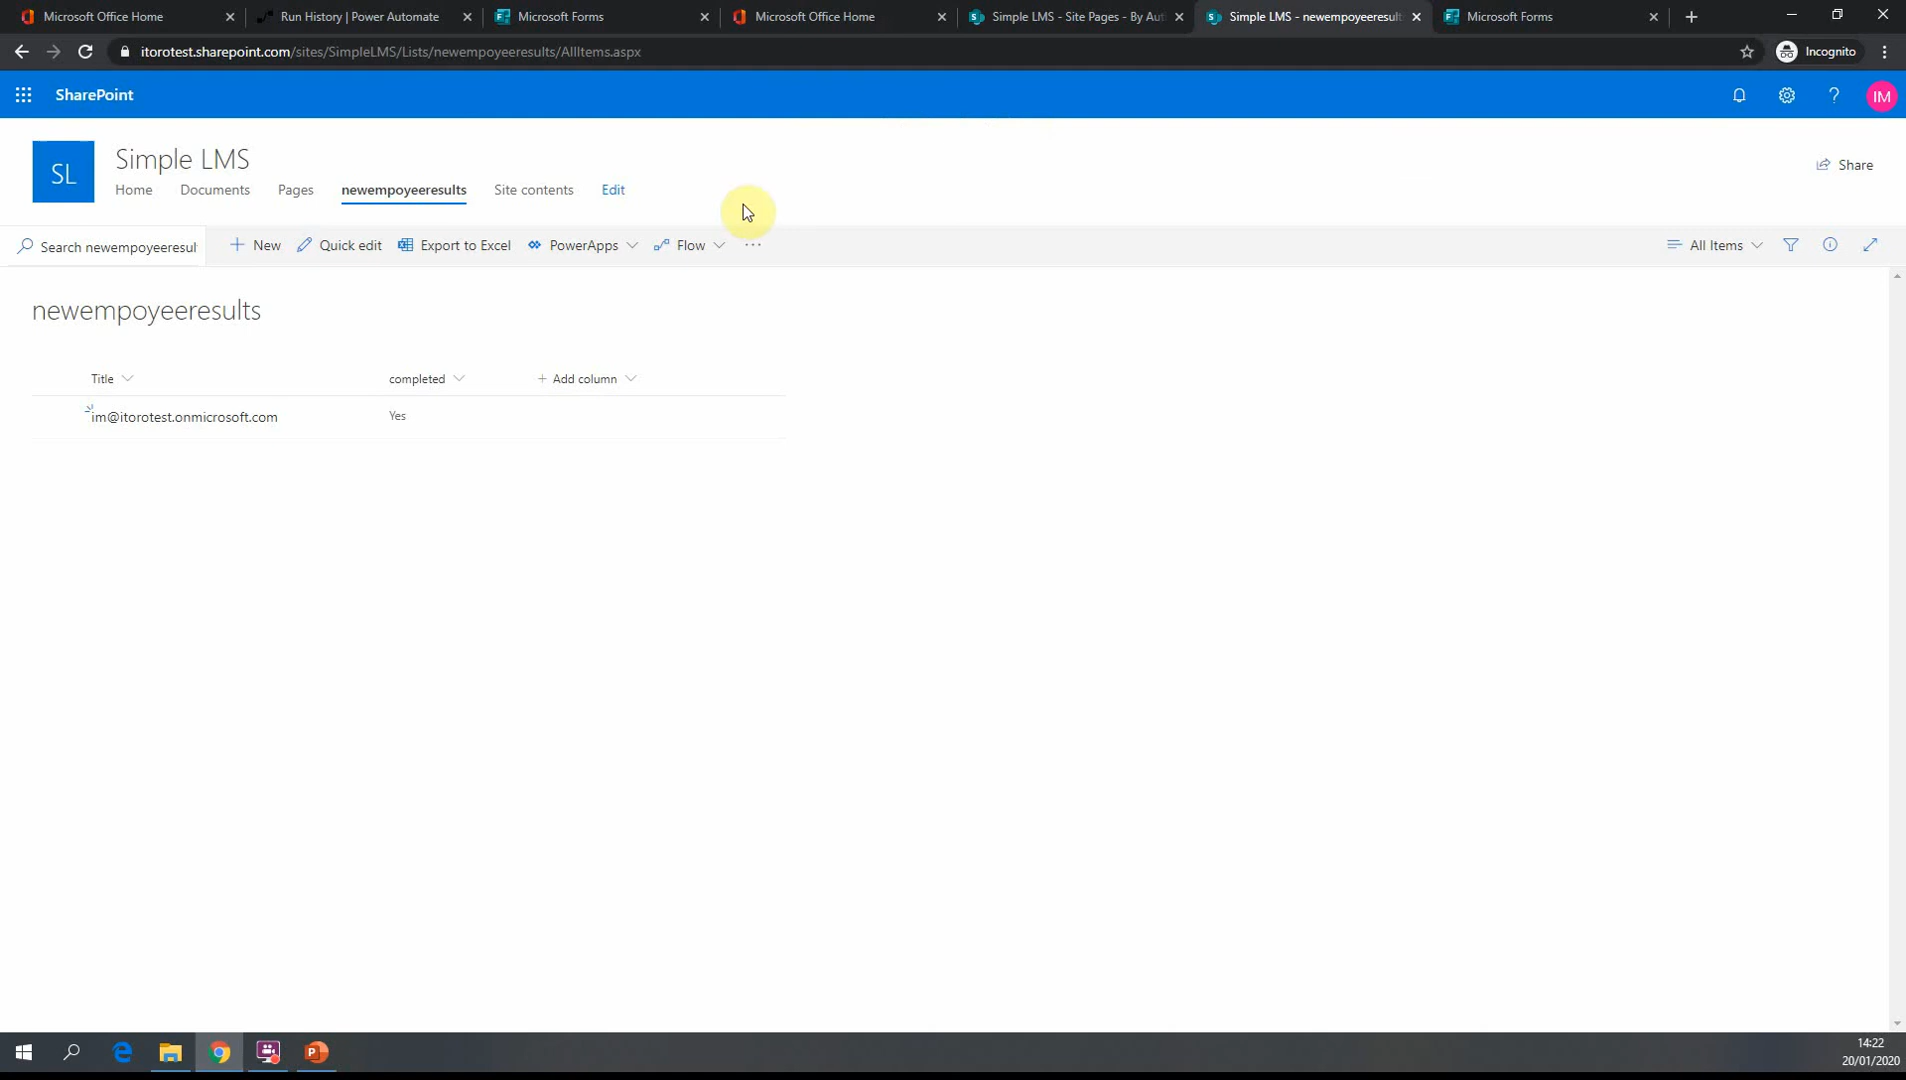 Microsoft Office Home
Run History | Power Automate
Microsoft Forms
Microsoft Office Home
Simple LMS - Site Pages - By Aut
Simple LMS - newempoyeeresult
Microsoft Forms
itorotest.sharepoint.com/sites/SimpleLMS/Lists/newempoyeeresults/AllItems.aspx
Incognito
SharePoint
?
IM
SL
Simple LMS
Home
Documents
Pages
newempoyeeresults
Site contents
Edit
Share
Search newempoyeeresul
New
Quick edit
Export to Excel
PowerApps
Flow
...
All Items
newempoyeeresults
Title
completed
+ Add column
im@itorotest.onmicrosoft.com
Yes
14:22
20/01/2020